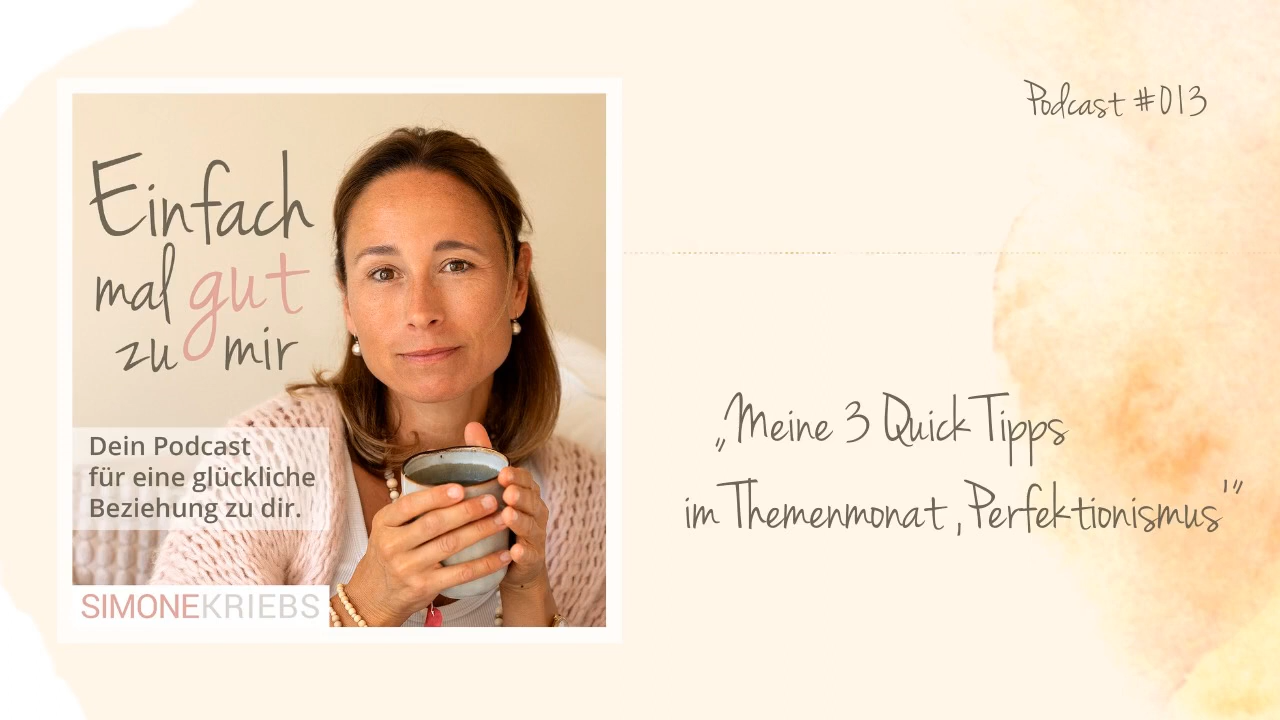 Einfach
mal gut
zu mir
Dein Podcast
für eine glückliche
Beziehung zu dir.
SIMONEKRIEBS
Podcast #013
„Meine 3 Quick Tipps
im Themenmonat ‚Perfektionismus'"